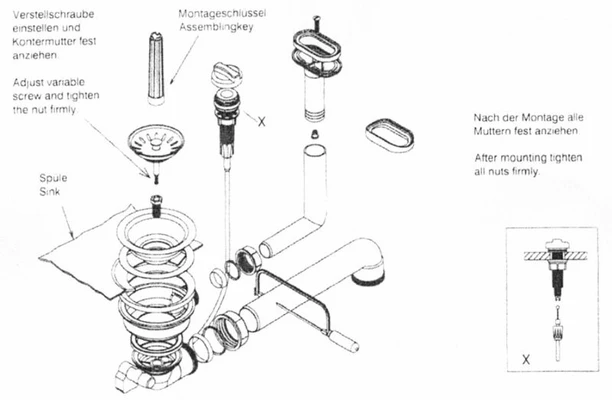 Verstellschraube
einstellen und
Kontermutter fest
anziehen
Adjust variable
screw and tighten
the nut firmly.
Montageschlüssel
Assemblingkey
X
Spule
Sink
Nach der Montage alle
Muttern fest anziehen
After mounting tighten
all nuts firmly.
X